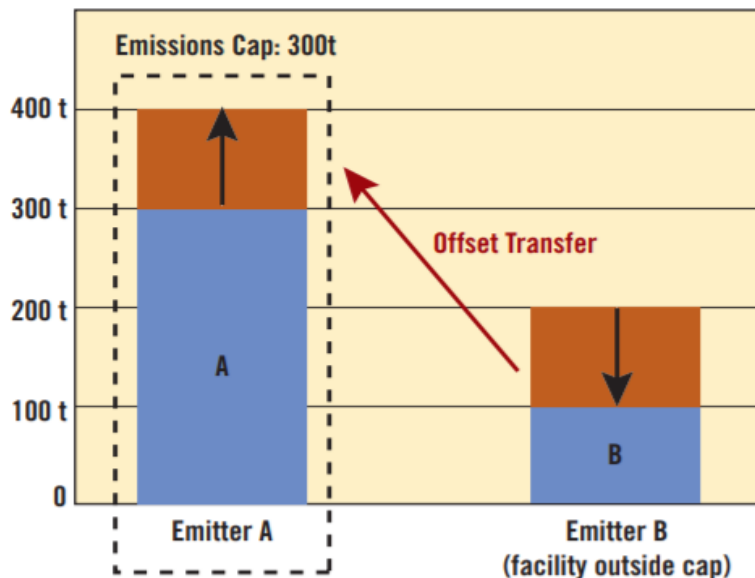 Emissions Cap: 300t
400 t
300 t
Offset Transfer
200 t
A
100 t
B
0
Emitter A
Emitter B
(facility outside cap)